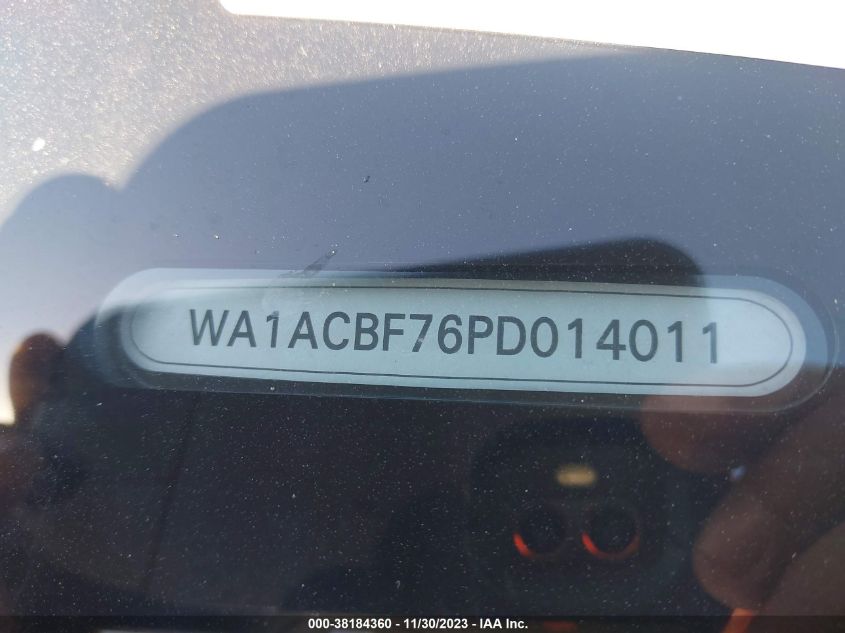 WA1ACBF76PD014011
000-38184360 - 11/30/2023 - IAA Inc.